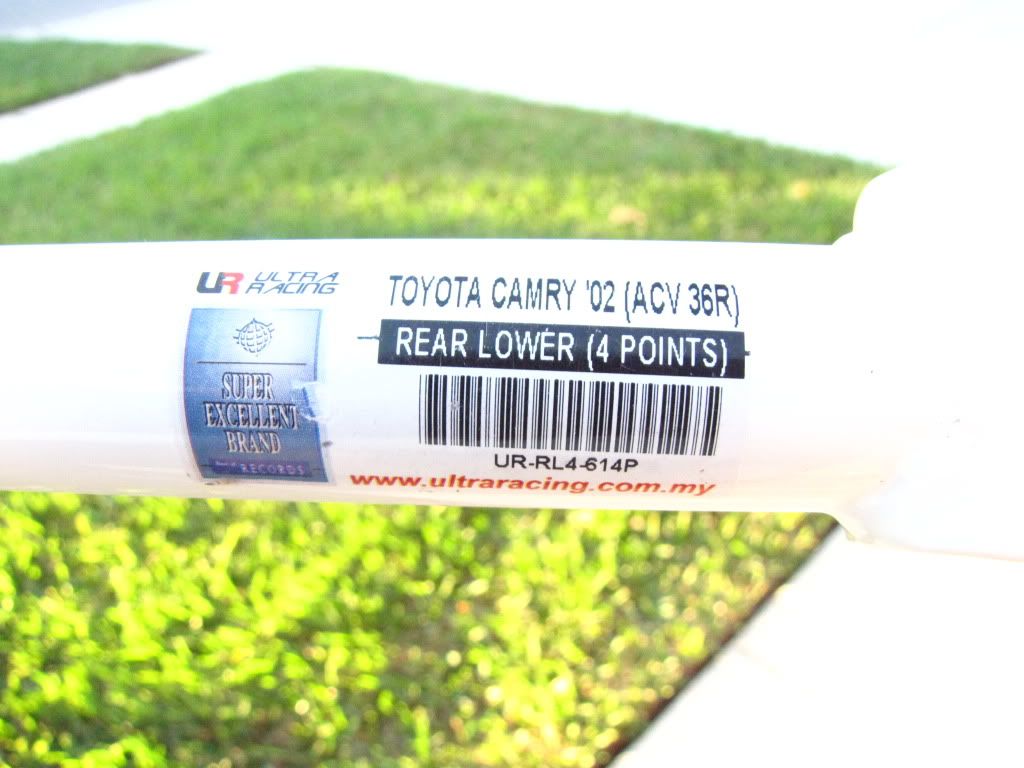 UR ULTRA RACING
TOYOTA CAMRY '02 (ACV 36R)
REAR LOWER (4 POINTS)
SUPER
EXCELLENT
BRAND
RECORDS
UR-RL4-614P
www.ultraracing.com.my